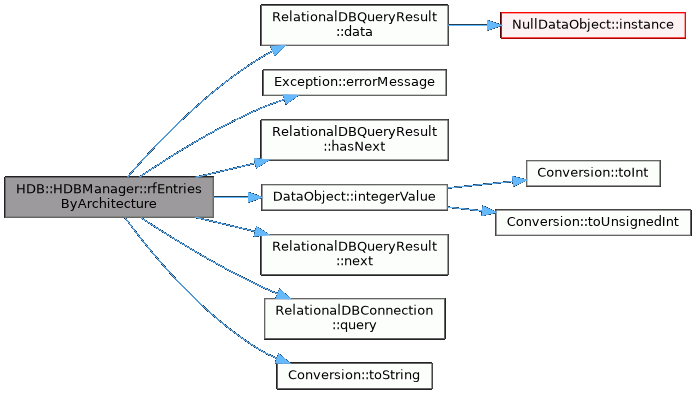 RelationalDBQueryResult
::data
NullDataObject::instance
Exception::errorMessage
RelationalDBQueryResult
::hasNext
HDB::HDBManager::rfEntries
ByArchitecture
DataObject::integerValue
Conversion::toInt
Conversion::toUnsignedInt
RelationalDBQueryResult
::next
RelationalDBConnection
::query
Conversion::toString